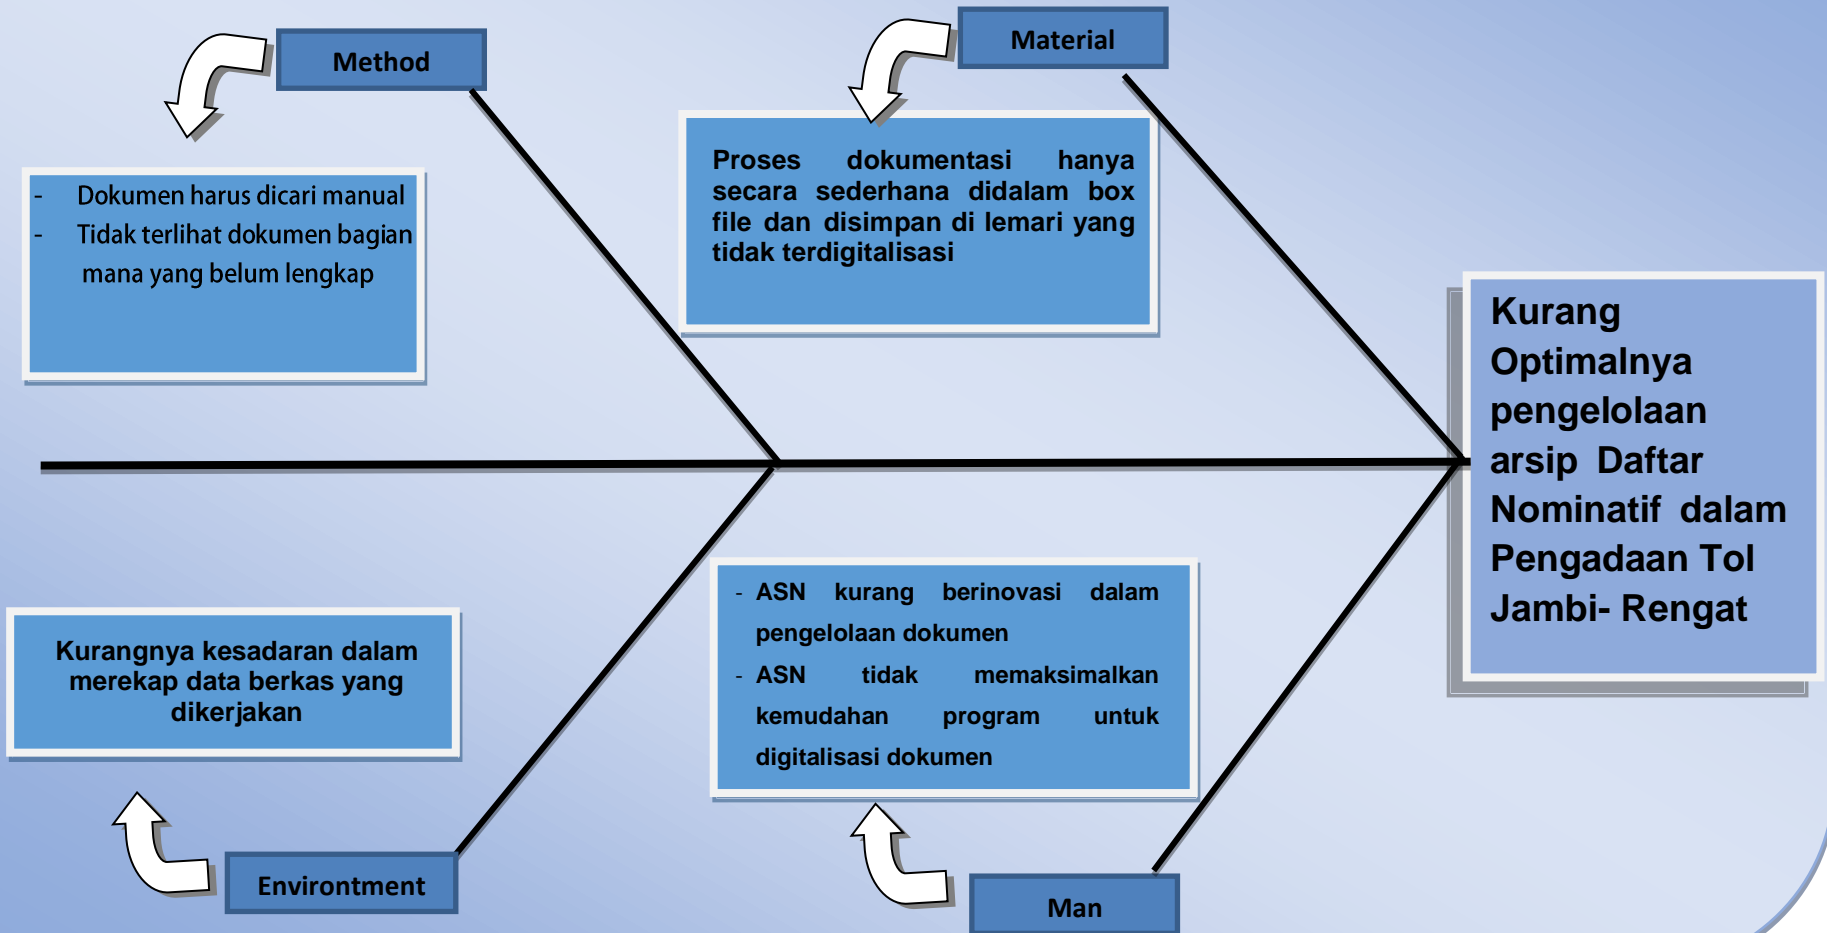 Method
- Dokumen harus dicari manual
- Tidak terlihat dokumen bagian
mana yang belum lengkap
Material
Proses dokumentasi hanya
secara sederhana didalam box
file dan disimpan di lemari yang
tidak terdigitalisasi
Kurang
Optimalnya
pengelolaan
arsip Daftar
Nominatif dalam
Pengadaan Tol
Jambi- Rengat
Kurangnya kesadaran dalam
merekap data berkas yang
dikerjakan
Environtment
- ASN kurang berinovasi dalam
pengelolaan dokumen
- ASN tidak memaksimalkan
kemudahan program untuk
digitalisasi dokumen
Man